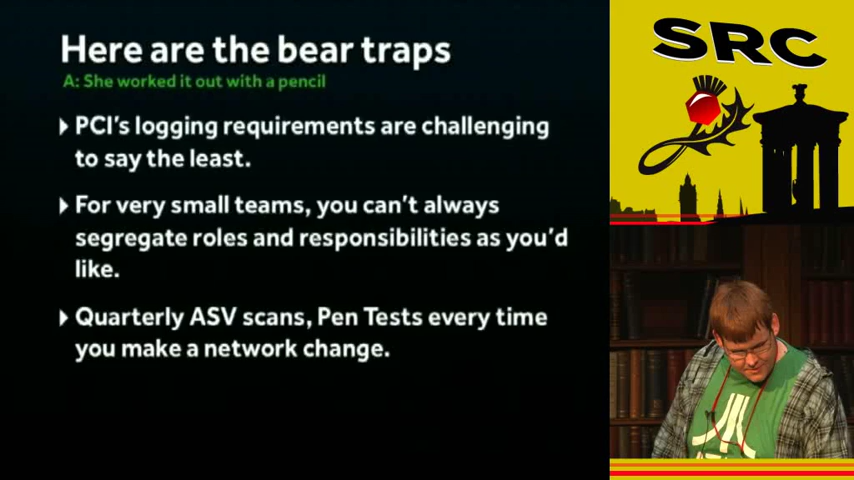 Here are the bear traps
A: She worked it out with a pencil
PCI's logging requirements are challenging
to say the least.
For very small teams, you can't always
segregate roles and responsibilities as you'd
like.
Quarterly ASV scans, Pen Tests every time
you make a network change.
SRC